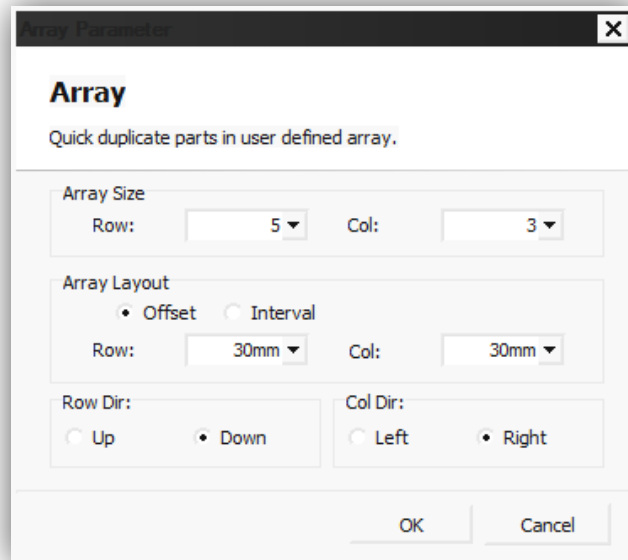 Array Parameter
Array
Quick duplicate parts in user defined array.
Array Size
Row: 5 Col: 3
Array Layout
Offset Interval
Row: 30mm Col: 30mm
Row Dir: Col Dir:
Up Down Left Right
OK Cancel